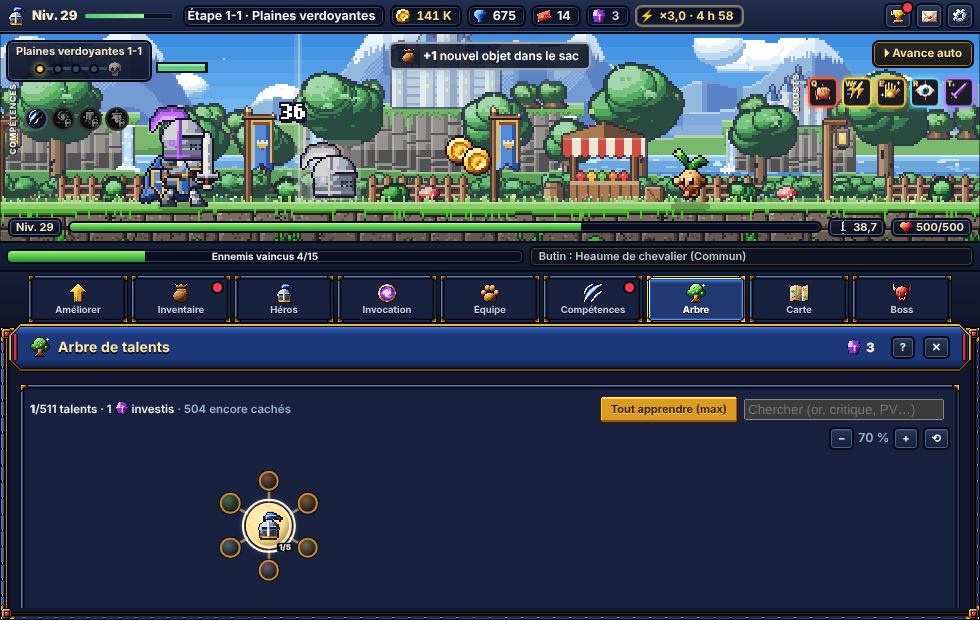 Niv. 29
Étape 1-1 · Plaines verdoyantes
141 K
675
14
3
×3,0 · 4 h 58
Plaines verdoyantes 1-1
+1 nouvel objet dans le sac
Avance auto
COMPÉTENCES
BOOSTS
36
Niv. 29
38,7
500/500
Ennemis vaincus 4/15
Butin : Heaume de chevalier (Commun)
Améliorer
Inventaire
Héros
Invocation
Equipe
Compétences
Arbre
Carte
Boss
Arbre de talents
3
?
×
1/511 talents · 1 investis · 504 encore cachés
Tout apprendre (max)
Chercher (or, critique, PV…)
−
70 %
+
⟲
1/5